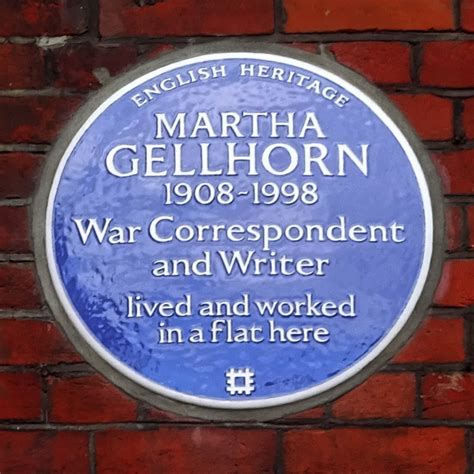 ENGLISH HERITAGE
MARTHA
GELLHORN
1908-1998
War Correspondent
and Writer
lived and worked
in a flat here